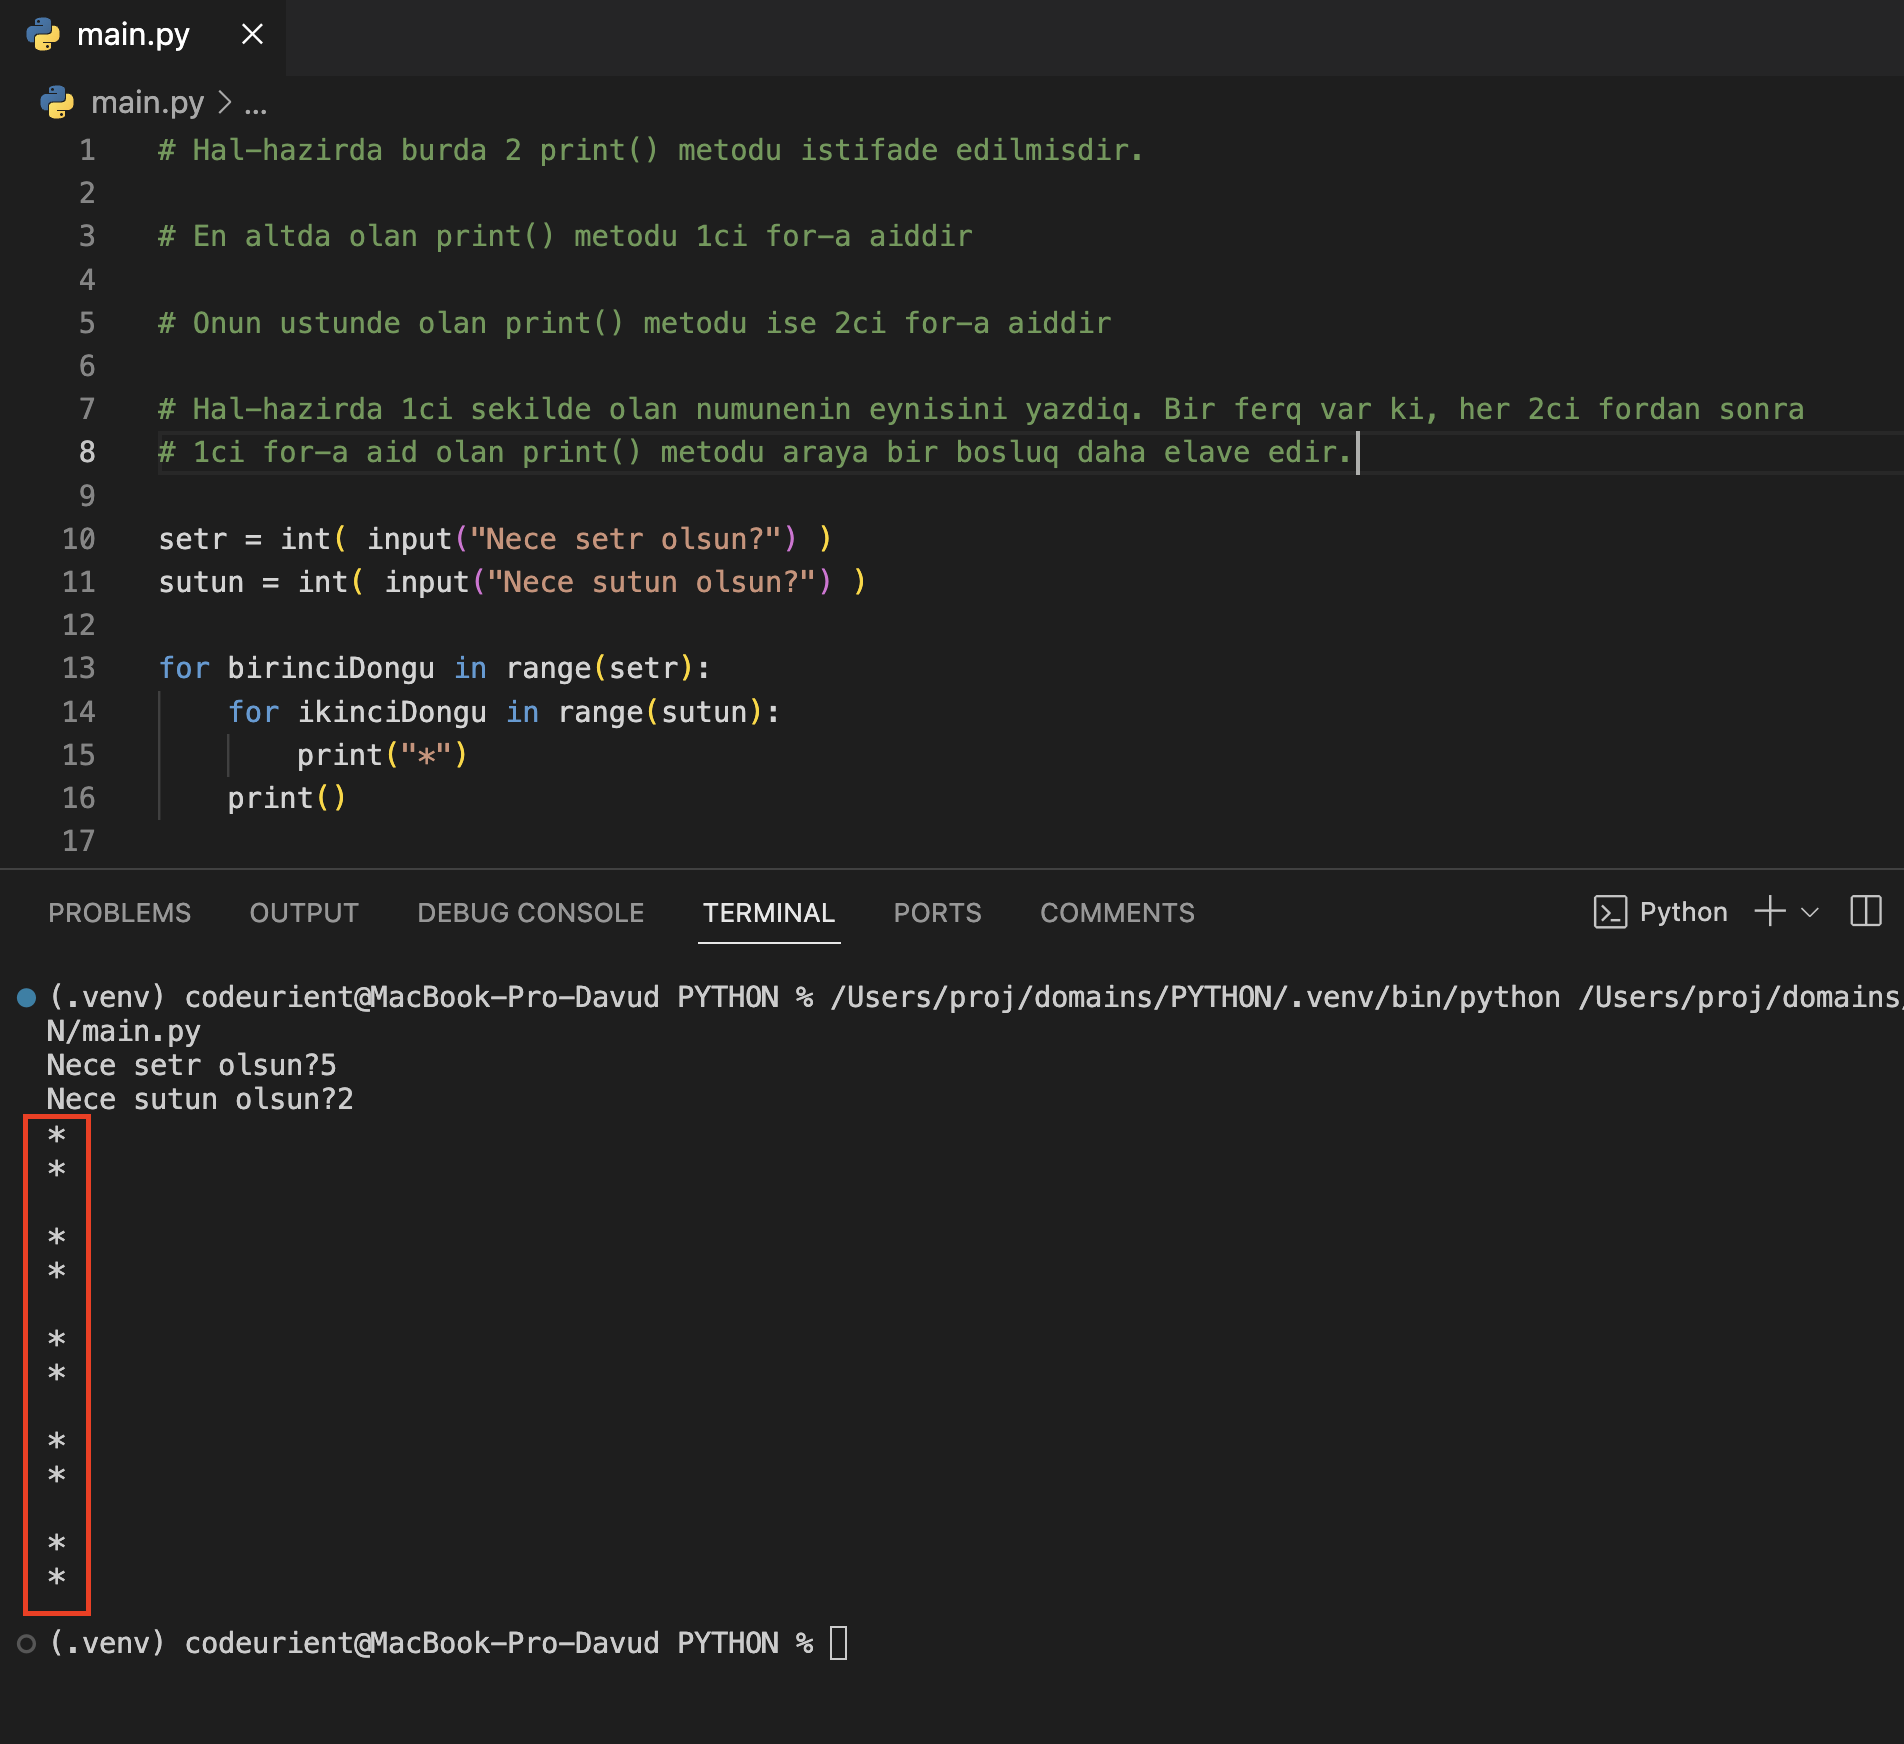 main.py
main.py > ...
1 # Hal-hazirda burda 2 print() metodu istifade edilmisdir.
2
3 # En altda olan print() metodu 1ci for-a aiddir
4
5 # Onun ustunde olan print() metodu ise 2ci for-a aiddir
6
7 # Hal-hazirda 1ci sekilde olan numunenin eynisini yazdiq. Bir ferq var ki, her 2ci fordan sonra
8 # 1ci for-a aid olan print() metodu araya bir bosluq daha elave edir.
9
10 setr = int( input("Nece setr olsun?") )
11 sutun = int( input("Nece sutun olsun?") )
12
13 for birinciDongu in range(setr):
14     for ikinciDongu in range(sutun):
15         print("*")
16     print()
17
PROBLEMS OUTPUT DEBUG CONSOLE TERMINAL PORTS COMMENTS Python
(.venv) codeurient@MacBook-Pro-Davud PYTHON % /Users/proj/domains/PYTHON/.venv/bin/python /Users/proj/domains/
N/main.py
Nece setr olsun?5
Nece sutun olsun?2
*
*

*
*

*
*

*
*

*
*

(.venv) codeurient@MacBook-Pro-Davud PYTHON %